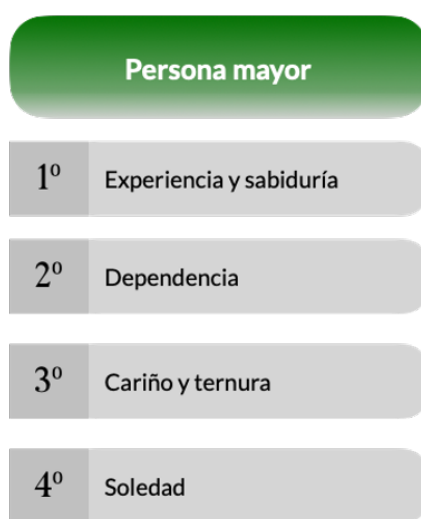 Persona mayor
1º Experiencia y sabiduría
2º Dependencia
3º Cariño y ternura
4º Soledad